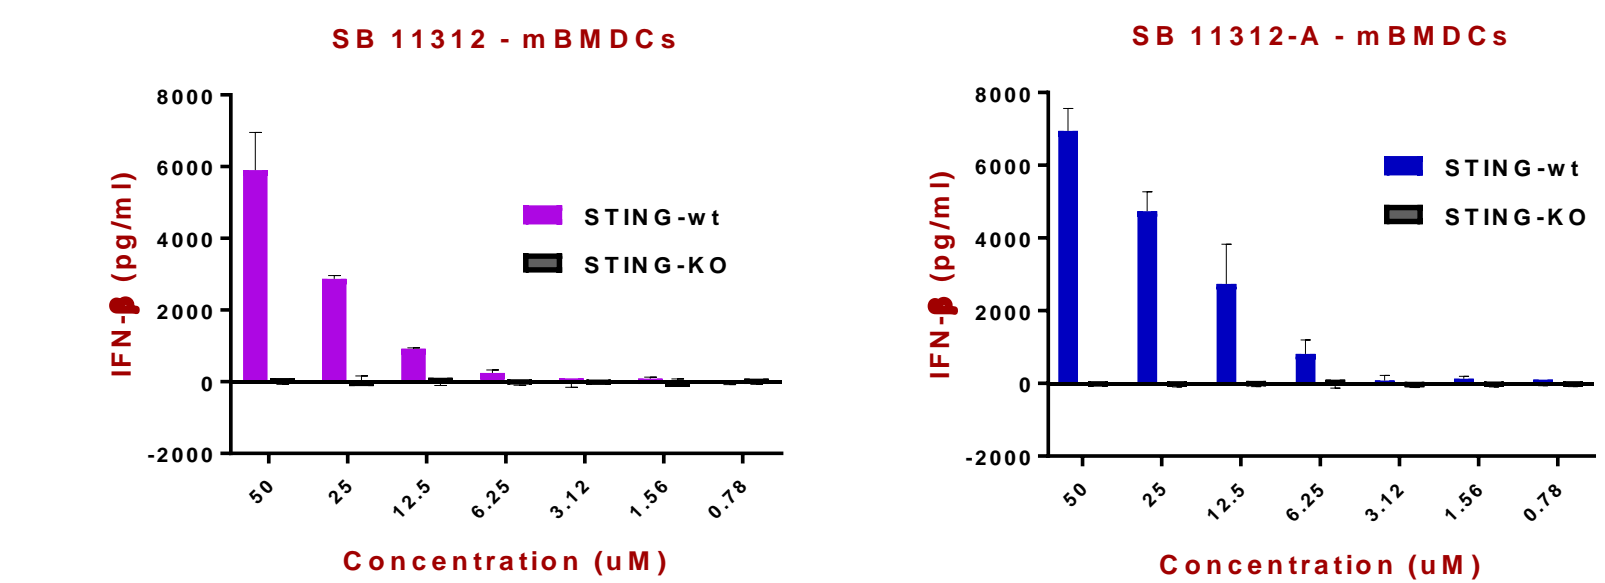 SB 11312 - mBMDCs
IFN-β (pg/ml)
8000
6000
4000
2000
0
-2000
STING-wt
STING-KO
50
25
12.5
6.25
3.12
1.56
0.78
Concentration (uM)
SB 11312-A - mBMDCs
IFN-β (pg/ml)
8000
6000
4000
2000
0
-2000
STING-wt
STING-KO
50
25
12.5
6.25
3.12
1.56
0.78
Concentration (uM)